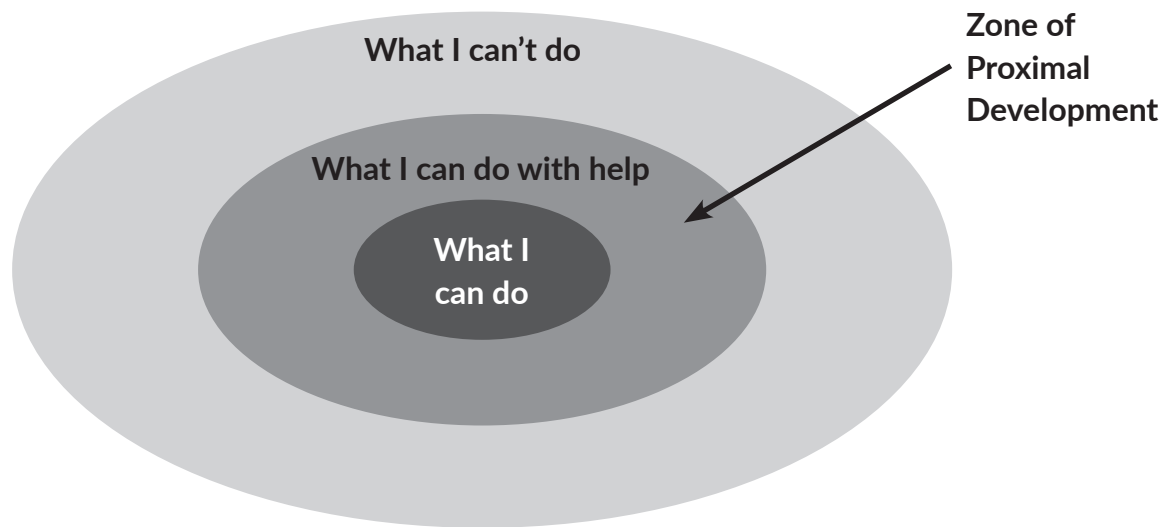 What I can’t do
Zone of
Proximal
Development
What I can do with help
What I
can do